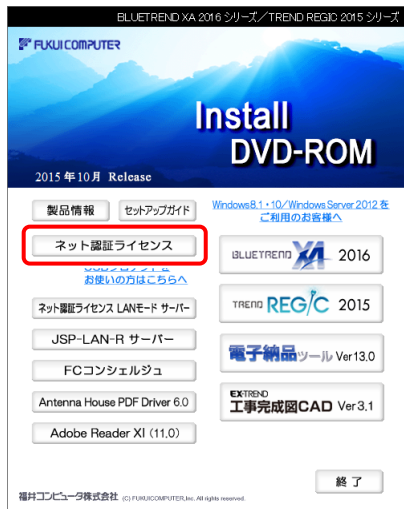 BLUETREND XA 2016 シリーズ／TREND REGIC 2015 シリーズ
FUKUI COMPUTER
Install
DVD-ROM
2015 年10月 Release
製品情報
セットアップガイド
Windows8.1・10／Windows Server 2012 を
ご利用のお客様へ
ネット認証ライセンス
お使いの方はこちらへ
BLUETREND XA 2016
ネット認証ライセンス LANモード サーバー
TREND REGIC 2015
JSP-LAN-R サーバー
FCコンシェルジュ
電子納品ツール Ver13.0
Antenna House PDF Driver 6.0
EX-TREND
工事完成図CAD Ver3.1
Adobe Reader XI (11.0)
終了
福井コンピュータ株式会社 (C) FUKUICOMPUTER,Inc. All rights reserved.